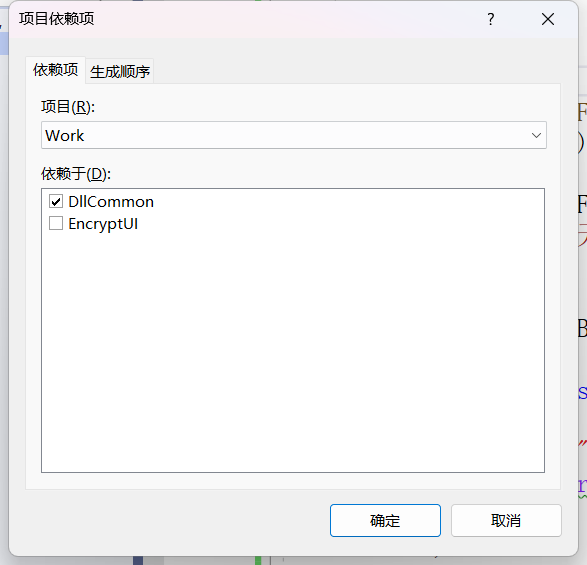 项目依赖项
?
依赖项
生成顺序
项目(R):
Work
依赖于(D):
DllCommon
EncryptUI
确定
取消